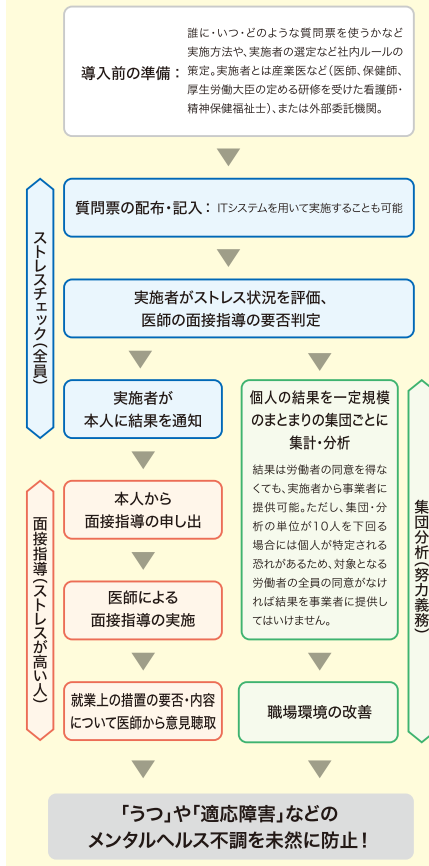 導入前の準備：
誰に・いつ・どのような質問票を使うかなど
実施方法や、実施者の選定など社内ルールの
策定。実施者とは産業医など（医師、保健師、
厚生労働大臣の定める研修を受けた看護師・
精神保健福祉士）、または外部委託機関。
ストレスチェック（全員）
質問票の配布・記入： ITシステムを用いて実施することも可能
実施者がストレス状況を評価、
医師の面接指導の要否判定
実施者が
本人に結果を通知
面接指導（ストレスが高い人）
本人から
面接指導の申し出
医師による
面接指導の実施
就業上の措置の要否・内容
について医師から意見聴取
個人の結果を一定規模
のまとまりの集団ごとに
集計・分析
結果は労働者の同意を得な
くても、実施者から事業者に
提供可能。ただし、集団・分
析の単位が10人を下回る
場合には個人が特定される
恐れがあるため、対象となる
労働者の全員の同意がなけ
れば結果を事業者に提供し
てはいけません。
集団分析（努力義務）
職場環境の改善
「うつ」や「適応障害」などの
メンタルヘルス不調を未然に防止！